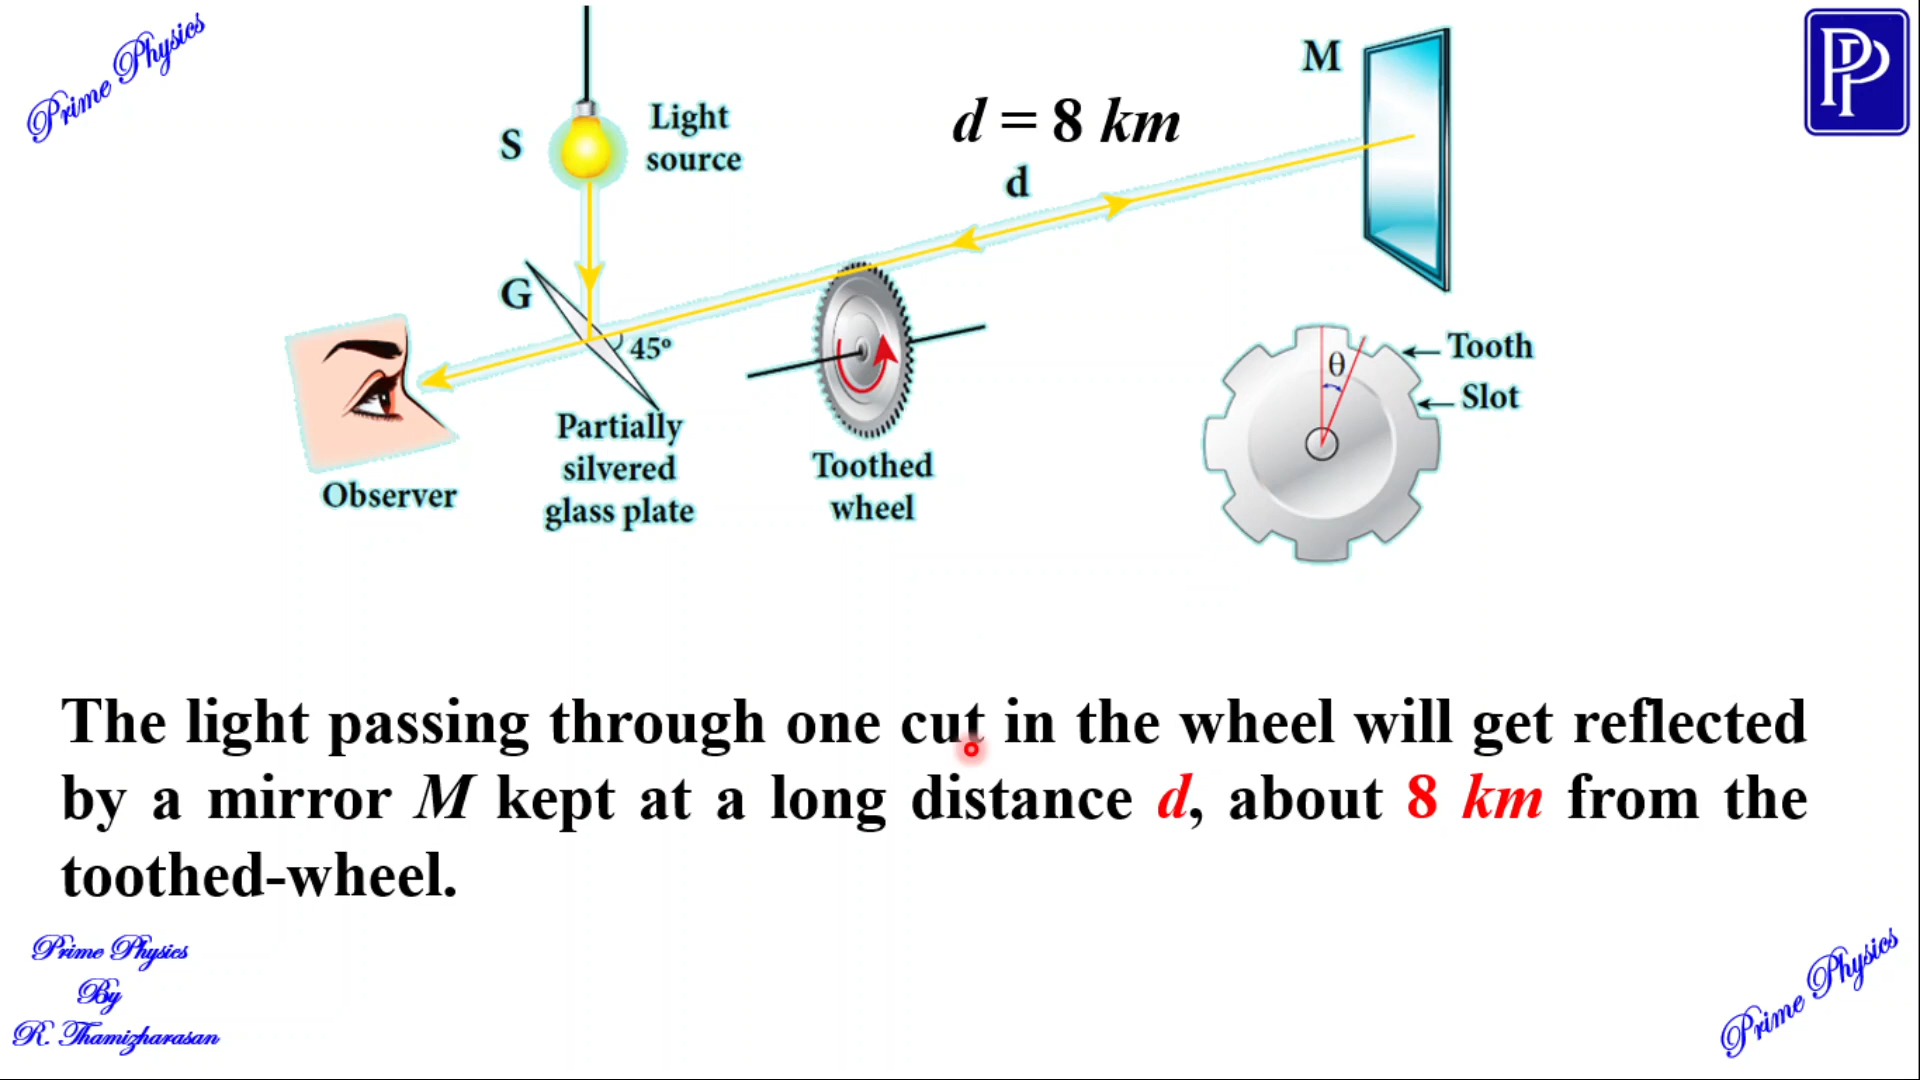 Prime Physics
PP
M
S
Light
source
d = 8 km
d
G
45°
θ
Tooth
Slot
Partially
silvered
glass plate
Toothed
wheel
Observer
The light passing through one cut in the wheel will get reflected
by a mirror M kept at a long distance d, about 8 km from the
toothed-wheel.
Prime Physics
By
R. Thamizharasan
Prime Physics